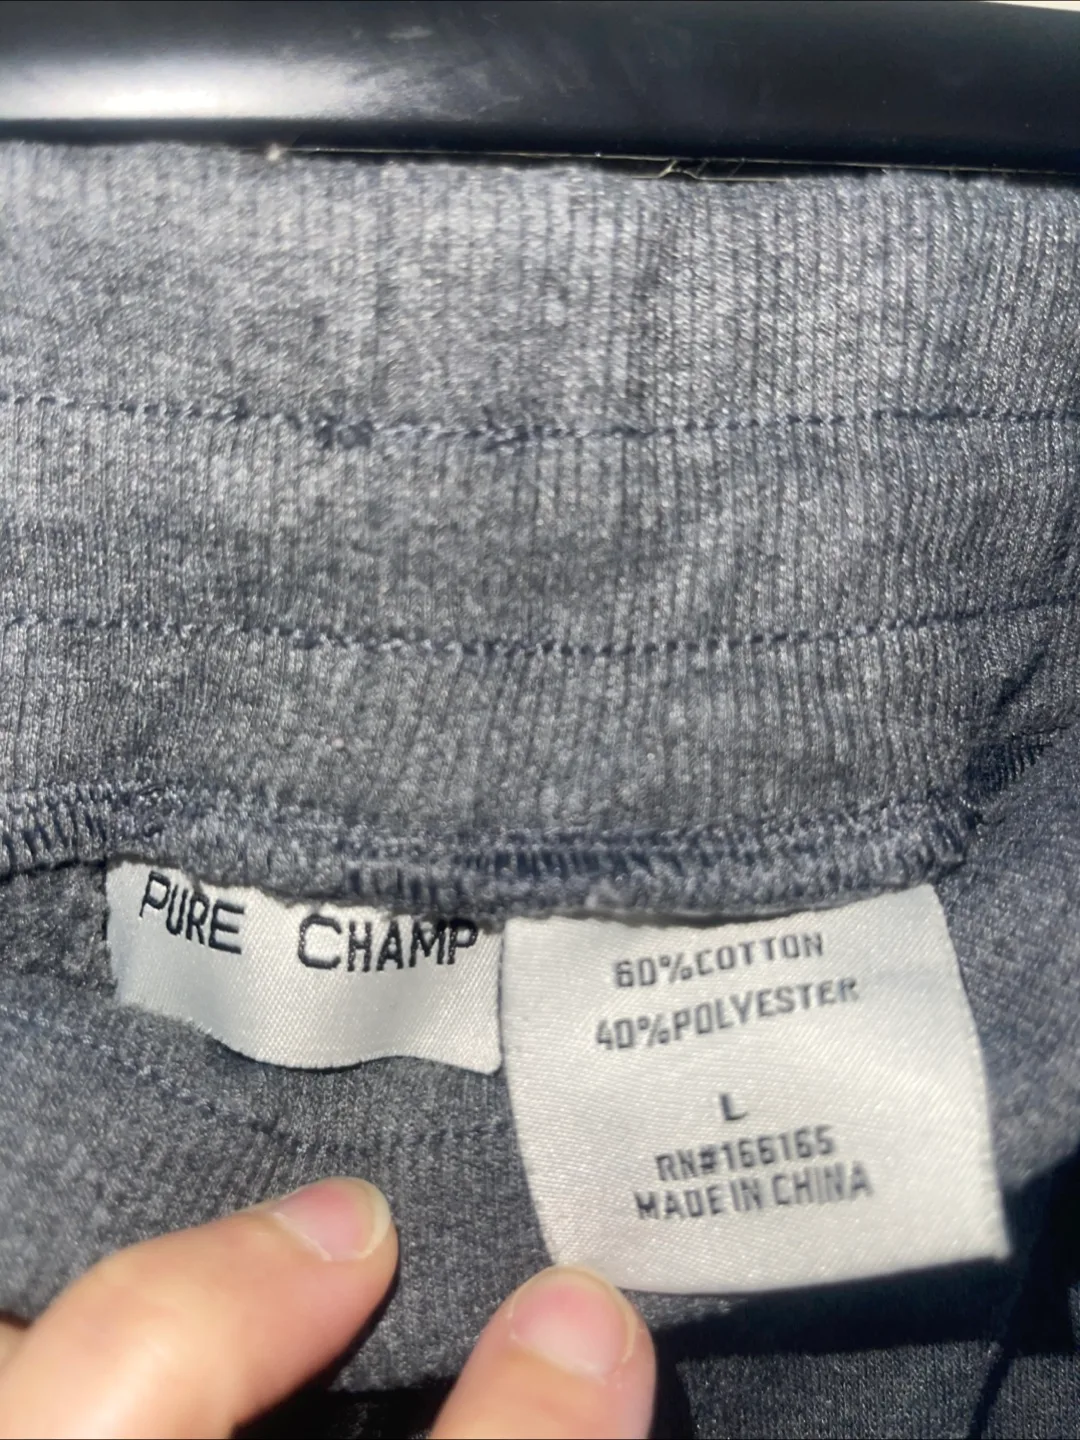 PURE CHAMP
60%COTTON
40%POLYESTER
L
RN#166165
MADE IN CHINA